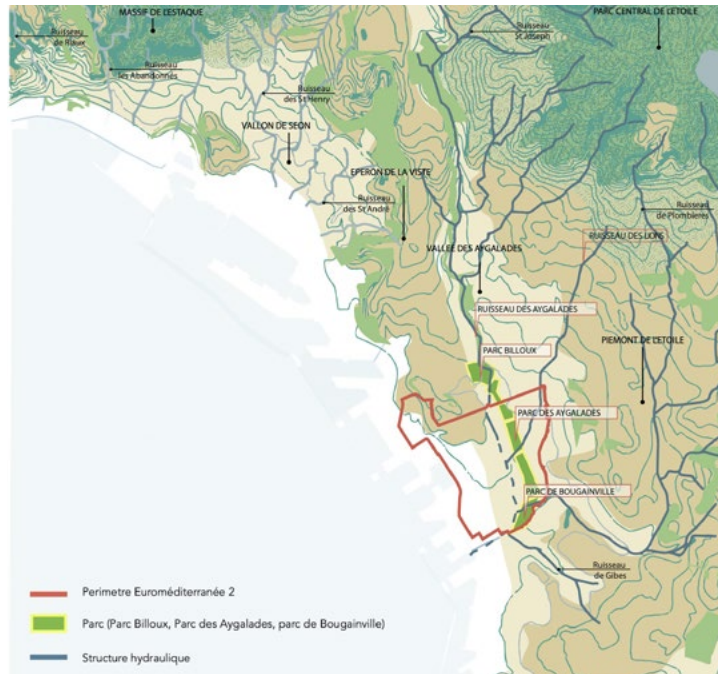 MASSIF DE L'ESTAQUE
PARC CENTRAL DE L'ETOILE
Ruisseau
de Riaux
Ruisseau
St Joseph
Ruisseau
les Abandonnés
Ruisseau
des St Henry
VALLON DE SEON
EPERON DE LA VISTE
Ruisseau
des St André
Ruisseau
de Plombieres
RUISSEAU DES LIONS
VALLEE DES AYGALADES
RUISSEAU DES AYGALADES
PARC BILLOUX
PIEMONT DE L'ETOILE
PARC DES AYGALADES
PARC DE BOUGAINVILLE
Ruisseau
de Gibes
Perimetre Euroméditerranée 2
Parc (Parc Billoux, Parc des Aygalades, parc de Bougainville)
Structure hydraulique